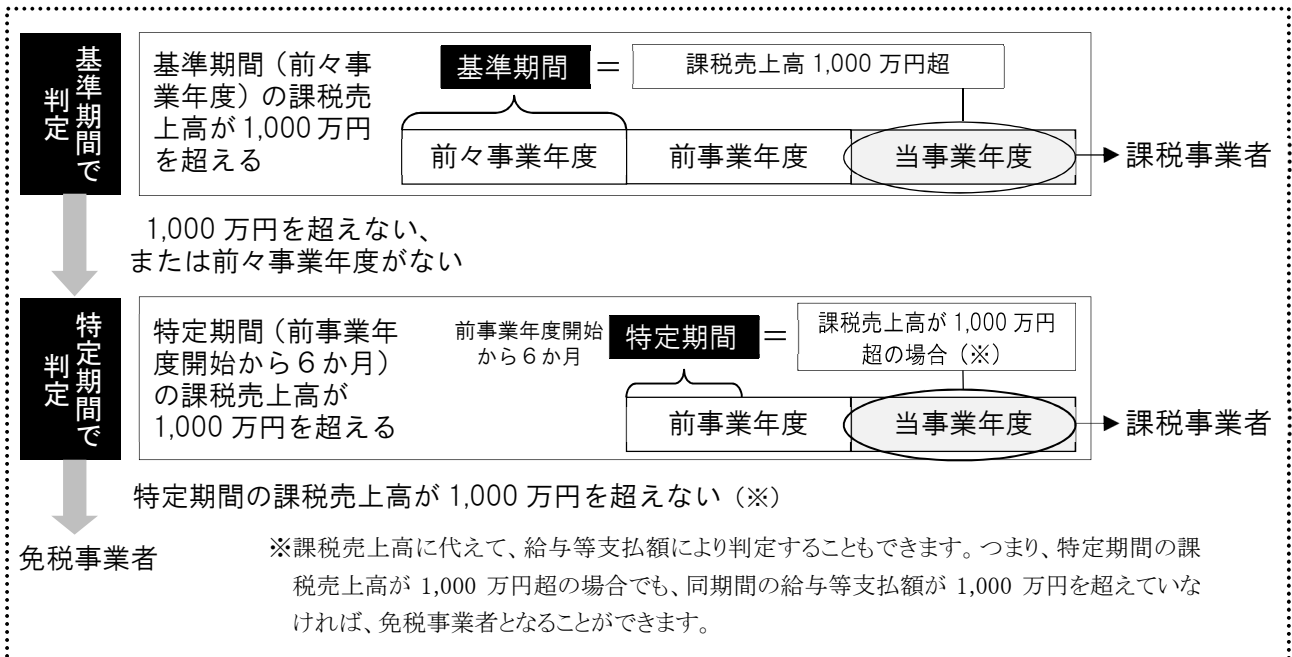 基準期間で
判定
基準期間（前々事
業年度）の課税売
上高が1,000万円
を超える
基準期間 ＝ 課税売上高 1,000 万円超
前々事業年度 前事業年度 当事業年度 課税事業者
1,000 万円を超えない、
または前々事業年度がない
特定期間で
判定
特定期間（前事業年
度開始から６か月）
の課税売上高が
1,000 万円を超える
前事業年度開始
から６か月
特定期間 ＝
課税売上高が 1,000 万円
超の場合（※）
前事業年度 当事業年度 課税事業者
特定期間の課税売上高が 1,000 万円を超えない（※）
免税事業者
※課税売上高に代えて、給与等支払額により判定することもできます。つまり、特定期間の課
税売上高が 1,000 万円超の場合でも、同期間の給与等支払額が 1,000 万円を超えていな
ければ、免税事業者となることができます。